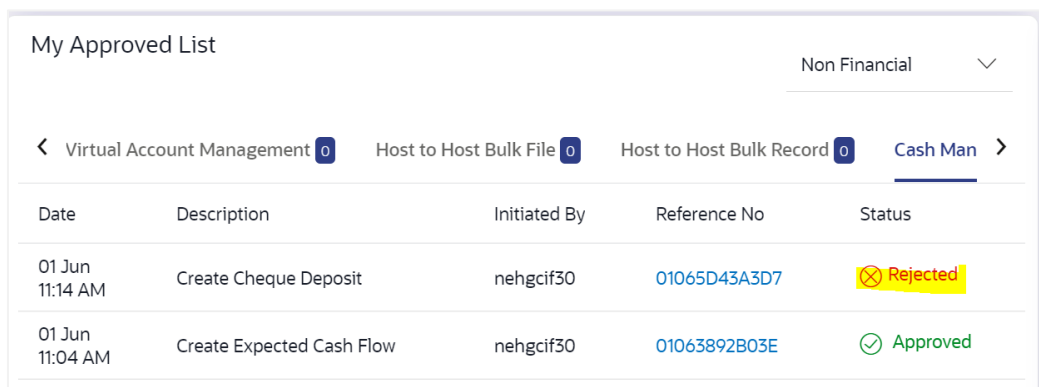 My Approved List
Non Financial
Virtual Account Management 0 Host to Host Bulk File 0 Host to Host Bulk Record 0 Cash Man
Date Description Initiated By Reference No Status
01 Jun
11:14 AM Create Cheque Deposit nehgcif30 01065D43A3D7 Rejected
01 Jun
11:04 AM Create Expected Cash Flow nehgcif30 01063892B03E Approved